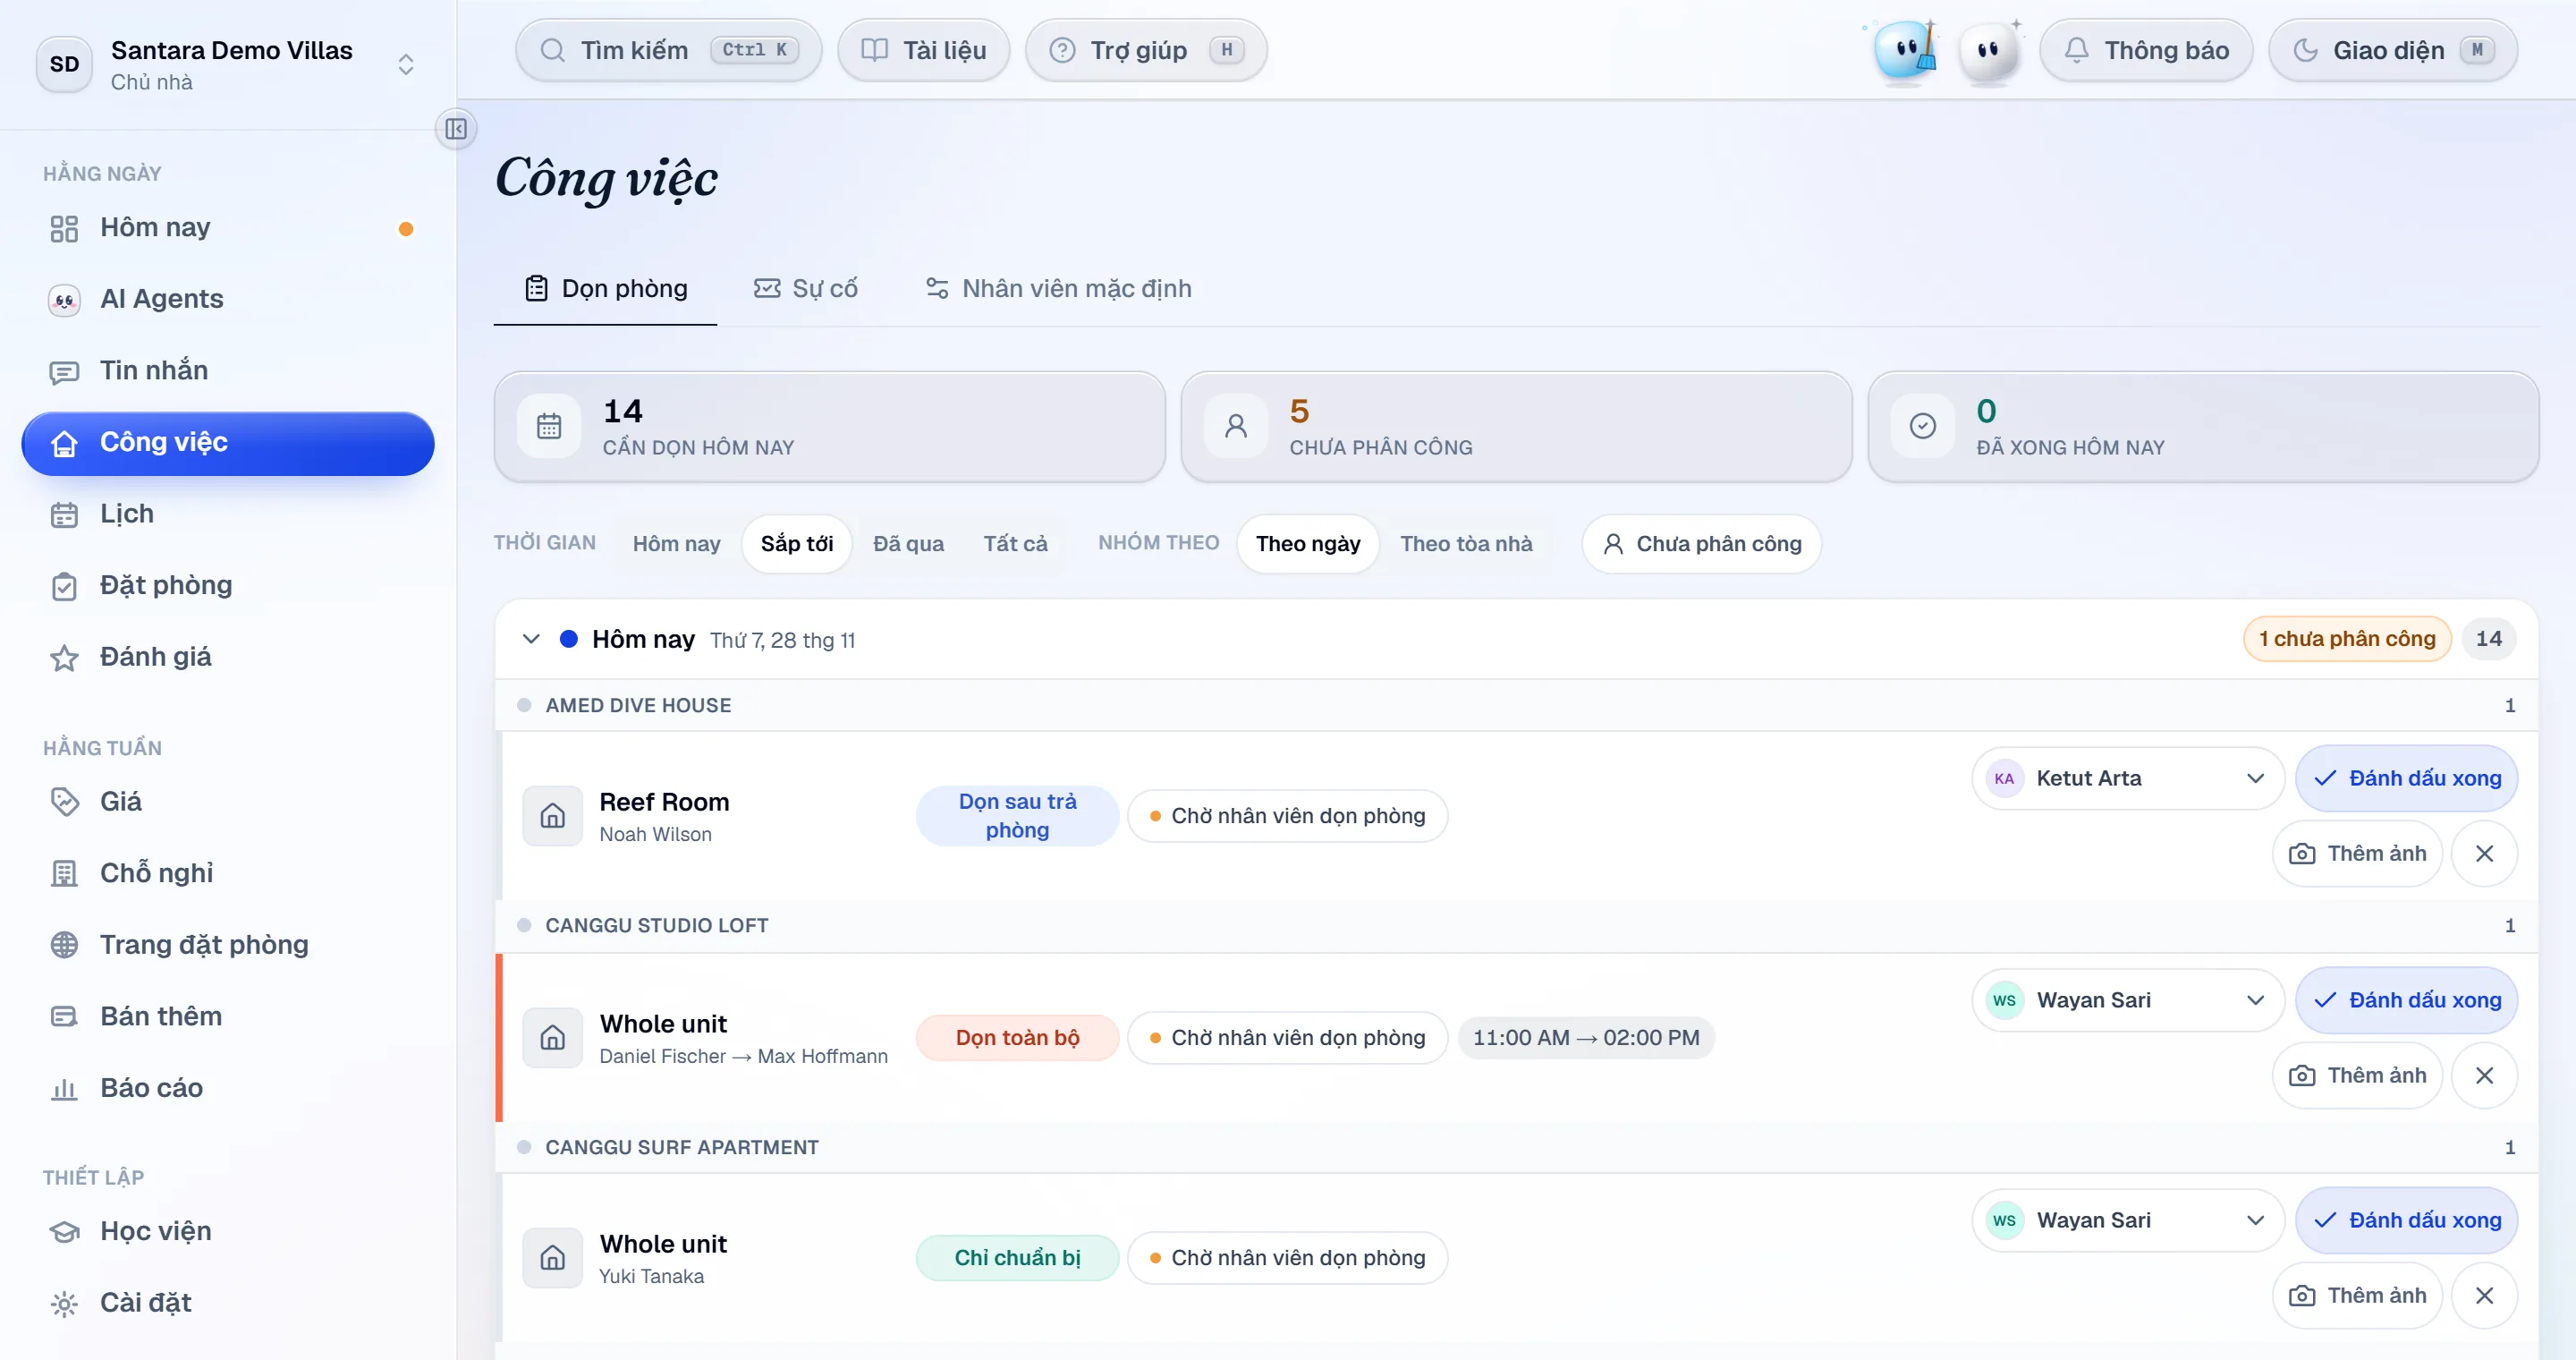 SD
Santara Demo Villas
Chủ nhà
Tìm kiếm Ctrl K
Tài liệu
Trợ giúp H
Thông báo
Giao diện M
HẰNG NGÀY
Hôm nay
AI Agents
Tin nhắn
Công việc
Lịch
Đặt phòng
Đánh giá
HẰNG TUẦN
Giá
Chỗ nghỉ
Trang đặt phòng
Bán thêm
Báo cáo
THIẾT LẬP
Học viện
Cài đặt
Công việc
Dọn phòng
Sự cố
Nhân viên mặc định
14
CẦN DỌN HÔM NAY
5
CHƯA PHÂN CÔNG
0
ĐÃ XONG HÔM NAY
THỜI GIAN Hôm nay Sắp tới Đã qua Tất cả NHÓM THEO Theo ngày Theo tòa nhà Chưa phân công
Hôm nay Thứ 7, 28 thg 11 1 chưa phân công 14
AMED DIVE HOUSE 1
Reef Room
Noah Wilson
Dọn sau trả
phòng
Chờ nhân viên dọn phòng
KA Ketut Arta Đánh dấu xong
Thêm ảnh
CANGGU STUDIO LOFT 1
Whole unit
Daniel Fischer → Max Hoffmann
Dọn toàn bộ
Chờ nhân viên dọn phòng
11:00 AM → 02:00 PM
WS Wayan Sari Đánh dấu xong
Thêm ảnh
CANGGU SURF APARTMENT 1
Whole unit
Yuki Tanaka
Chỉ chuẩn bị
Chờ nhân viên dọn phòng
WS Wayan Sari Đánh dấu xong
Thêm ảnh